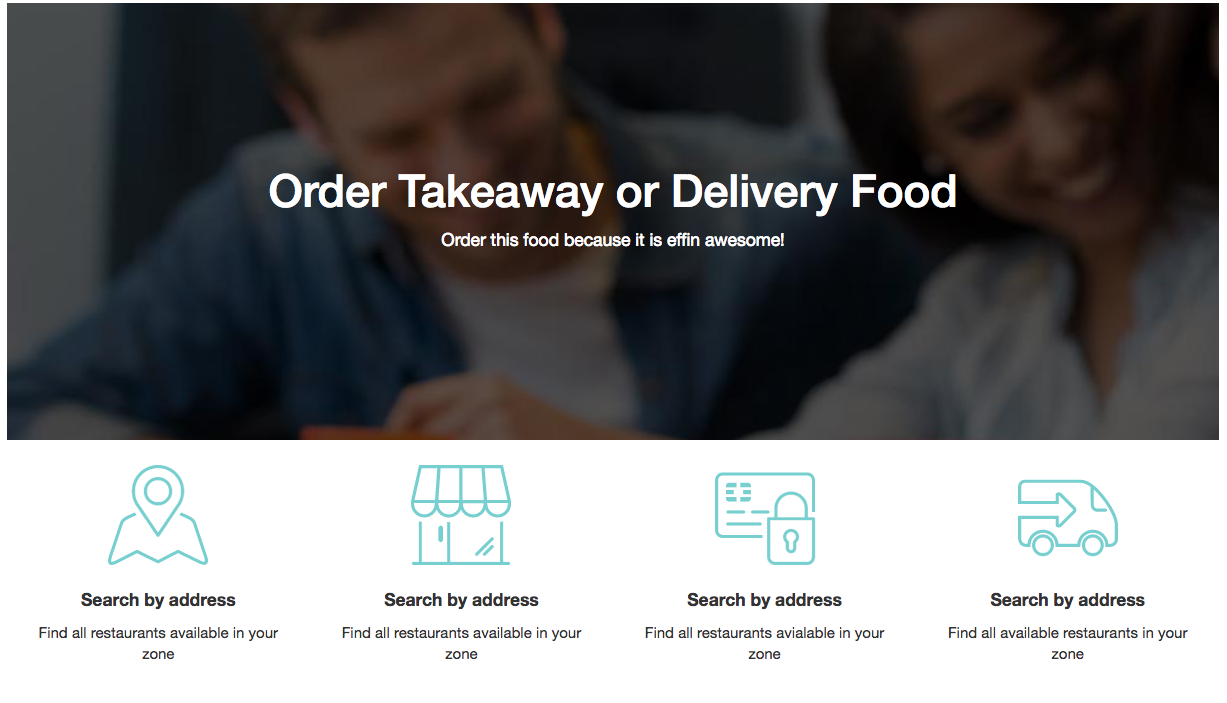 Order Takeaway or Delivery Food
Order this food because it is effin awesome!
Search by address
Find all restaurants available in your
zone
Search by address
Find all restaurants available in your
zone
Search by address
Find all restaurants avialable in your
zone
Search by address
Find all available restaurants in your
zone